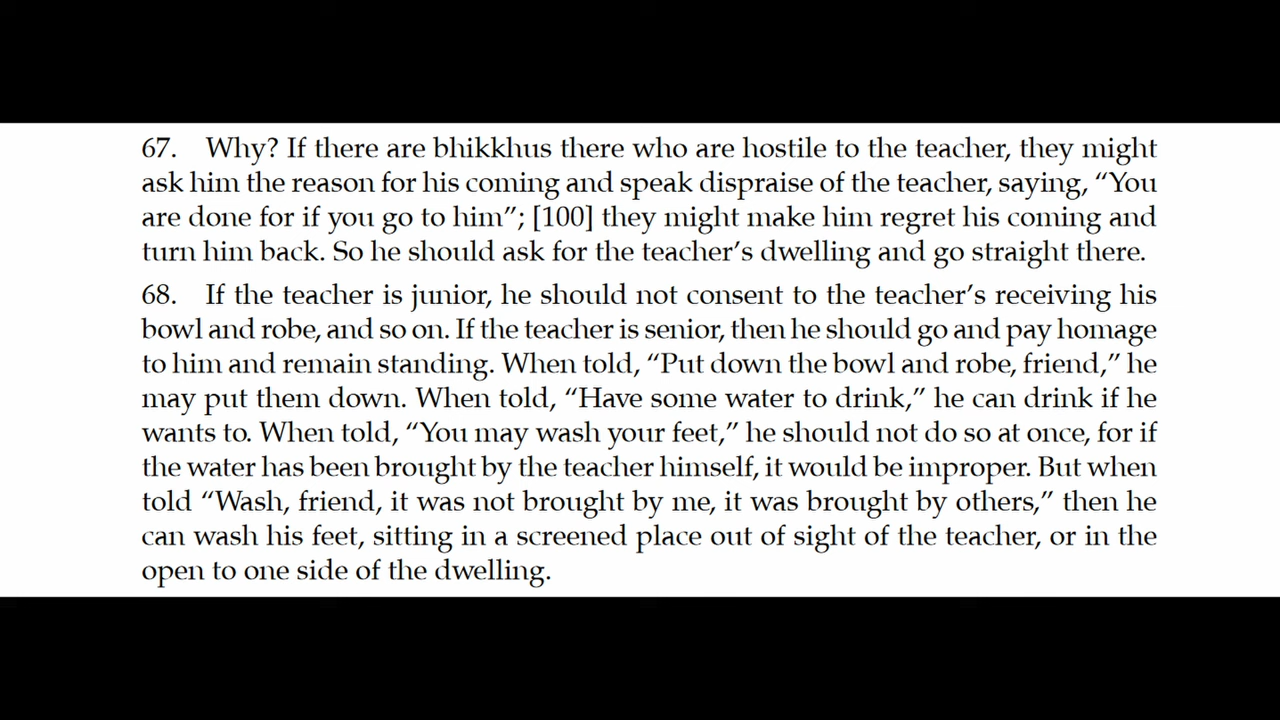 67. Why? If there are bhikkhus there who are hostile to the teacher, they might
ask him the reason for his coming and speak dispraise of the teacher, saying, “You
are done for if you go to him”; [100] they might make him regret his coming and
turn him back. So he should ask for the teacher’s dwelling and go straight there.
68. If the teacher is junior, he should not consent to the teacher’s receiving his
bowl and robe, and so on. If the teacher is senior, then he should go and pay homage
to him and remain standing. When told, “Put down the bowl and robe, friend,” he
may put them down. When told, “Have some water to drink,” he can drink if he
wants to. When told, “You may wash your feet,” he should not do so at once, for if
the water has been brought by the teacher himself, it would be improper. But when
told “Wash, friend, it was not brought by me, it was brought by others,” then he
can wash his feet, sitting in a screened place out of sight of the teacher, or in the
open to one side of the dwelling.